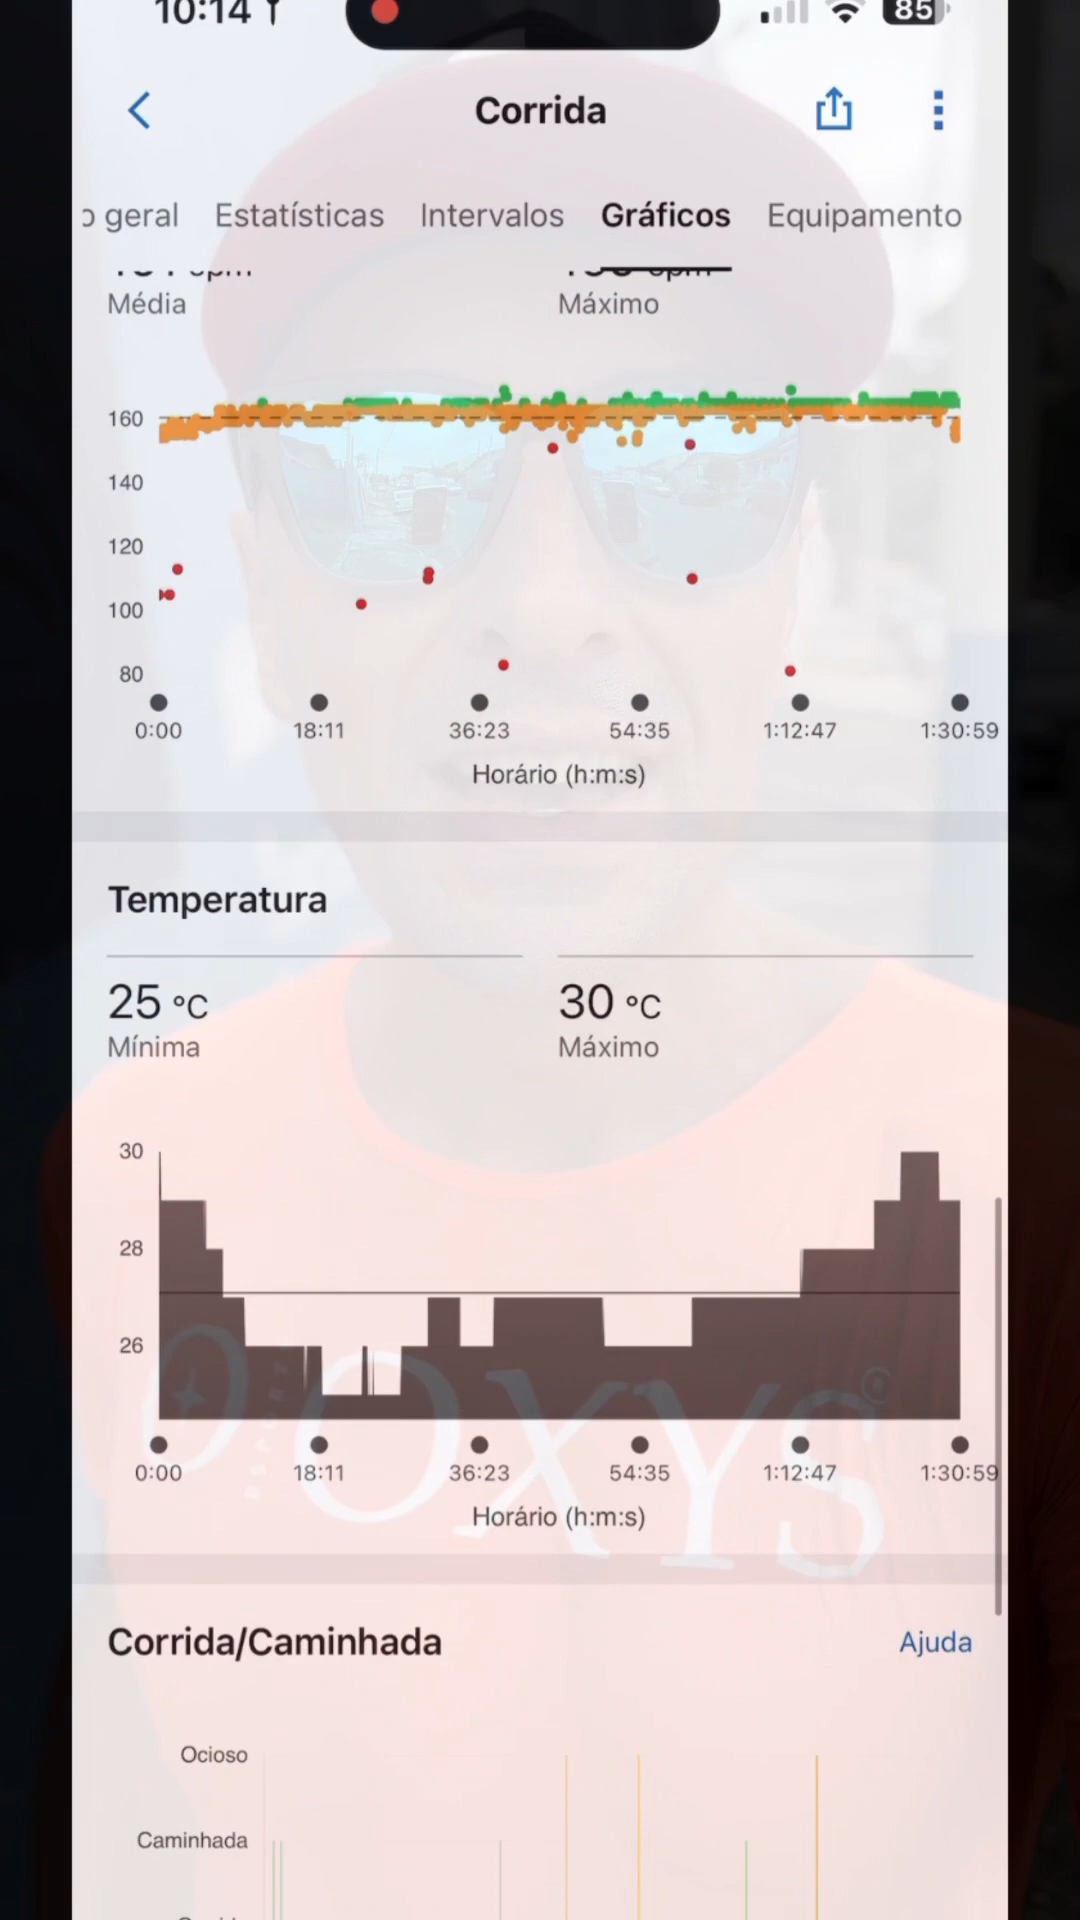 10:14
85
Corrida
o geral Estatísticas Intervalos Gráficos Equipamento
spm spm
Média Máximo
160
140
120
100
80
0:00 18:11 36:23 54:35 1:12:47 1:30:59
Horário (h:m:s)
Temperatura
25 °C 30 °C
Mínima Máximo
30
28
26
OXYS
0:00 18:11 36:23 54:35 1:12:47 1:30:59
Horário (h:m:s)
Corrida/Caminhada Ajuda
Ocioso
Caminhada